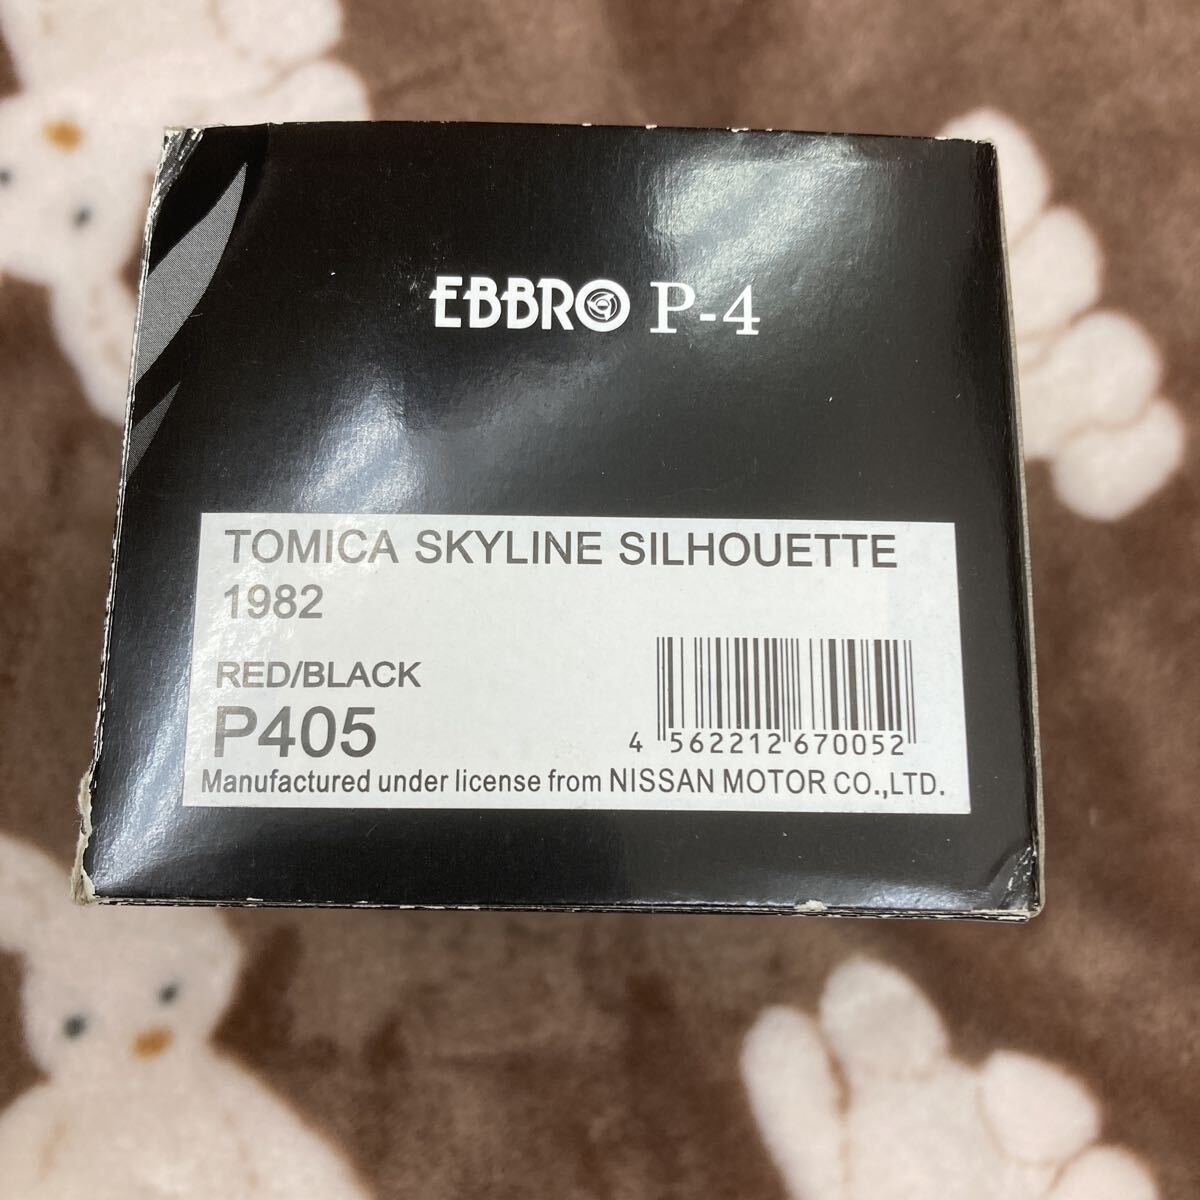 EBBRO P-4
TOMICA SKYLINE SILHOUETTE
1982
RED/BLACK
P405
4 562212 670052
Manufactured under license from NISSAN MOTOR CO.,LTD.